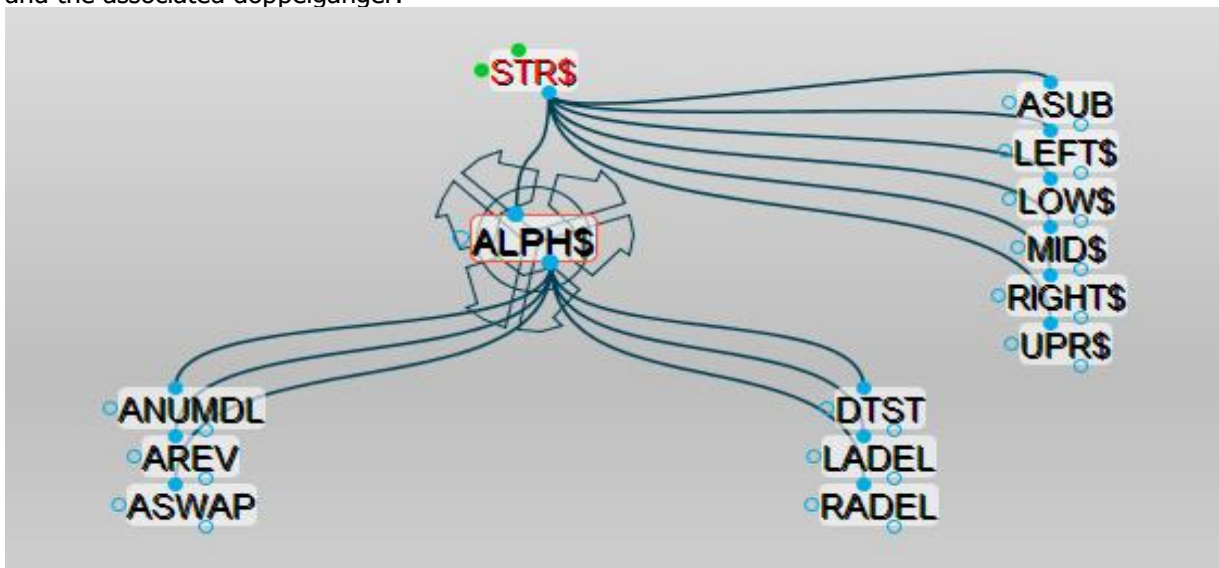 and the associated doppelganger.
STR$
ASUB
LEFT$
LOW$
MID$
RIGHT$
UPR$
ALPH$
ANUMDL
AREV
ASWAP
DTST
LADEL
RADEL